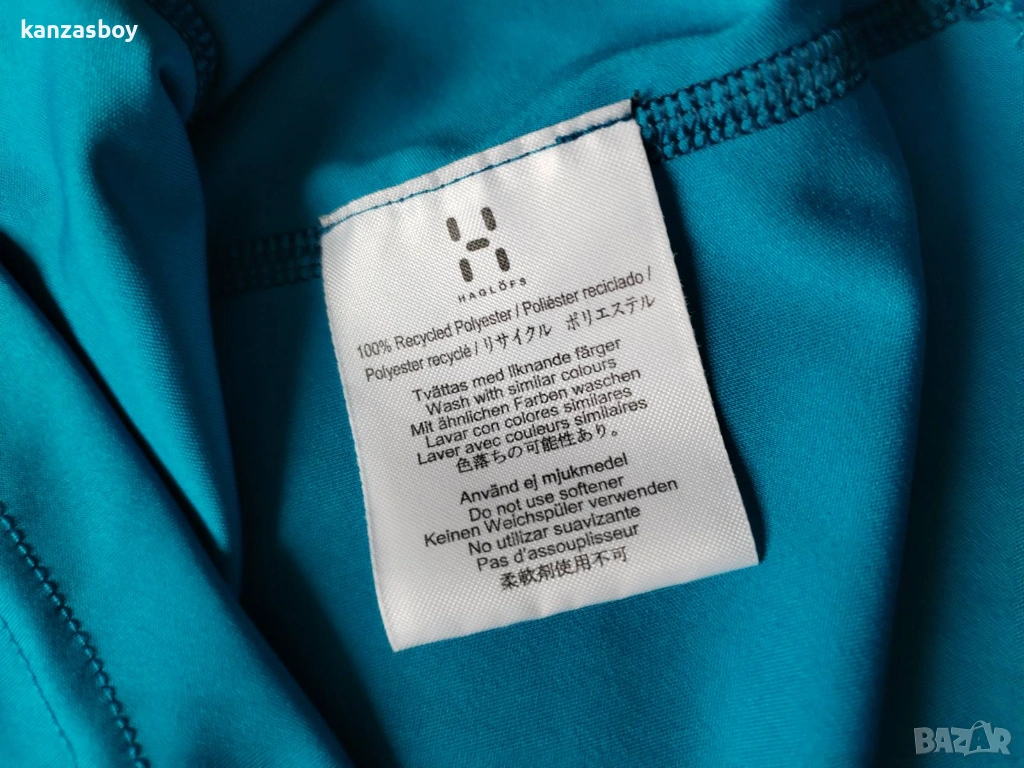 kanzasboy
HAGLÖFS
100% Recycled Polyester / Poliéster reciclado /
Polyester recyclé / リサイクル ポリエステル
Tvättas med liknande färger
Wash with similar colours
Mit ähnlichen Farben waschen
Lavar con colores similares
Laver avec couleurs similaires
色落ちの可能性あり。
Använd ej mjukmedel
Do not use softener
Keinen Weichspüler verwenden
No utilizar suavizante
Pas d'assouplisseur
柔軟剤使用不可
BAZAR